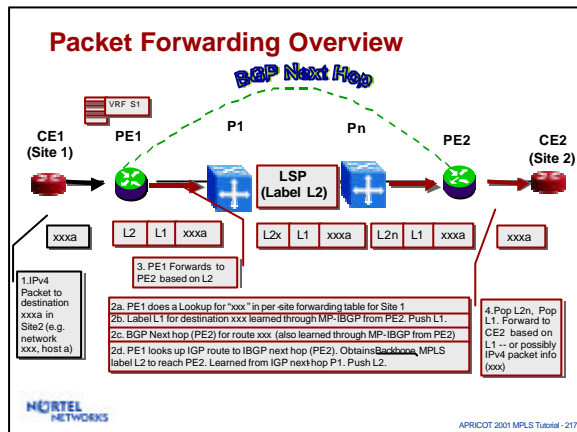 Packet Forwarding Overview
BGP Next Hop
VRF S1
CE1
(Site 1)
PE1
P1
Pn
PE2
CE2
(Site 2)
LSP
(Label L2)
xxxa
L2 L1 xxxa
L2x L1 xxxa
L2n L1 xxxa
xxxa
1.IPv4
Packet to
destination
xxxa in
Site2 (e.g.
network
xxx, host a)
3. PE1 Forwards to
PE2 based on L2
2a. PE1 does a Lookup for "xxx" in per-site forwarding table for Site 1
2b. Label L1 for destination xxx learned through MP-IBGP from PE2. Push L1.
2c. BGP Next hop (PE2) for route xxx (also learned through MP-IBGP from PE2)
2d. PE1 looks up IGP route to IBGP next hop (PE2). Obtains Backbone MPLS
label L2 to reach PE2. Learned from IGP next-hop P1. Push L2.
4.Pop L2n, Pop
L1. Forward to
CE2 based on
L1 -- or possibly
IPv4 packet info
(xxx)
NORTEL
NETWORKS
APRICOT 2001 MPLS Tutorial - 217